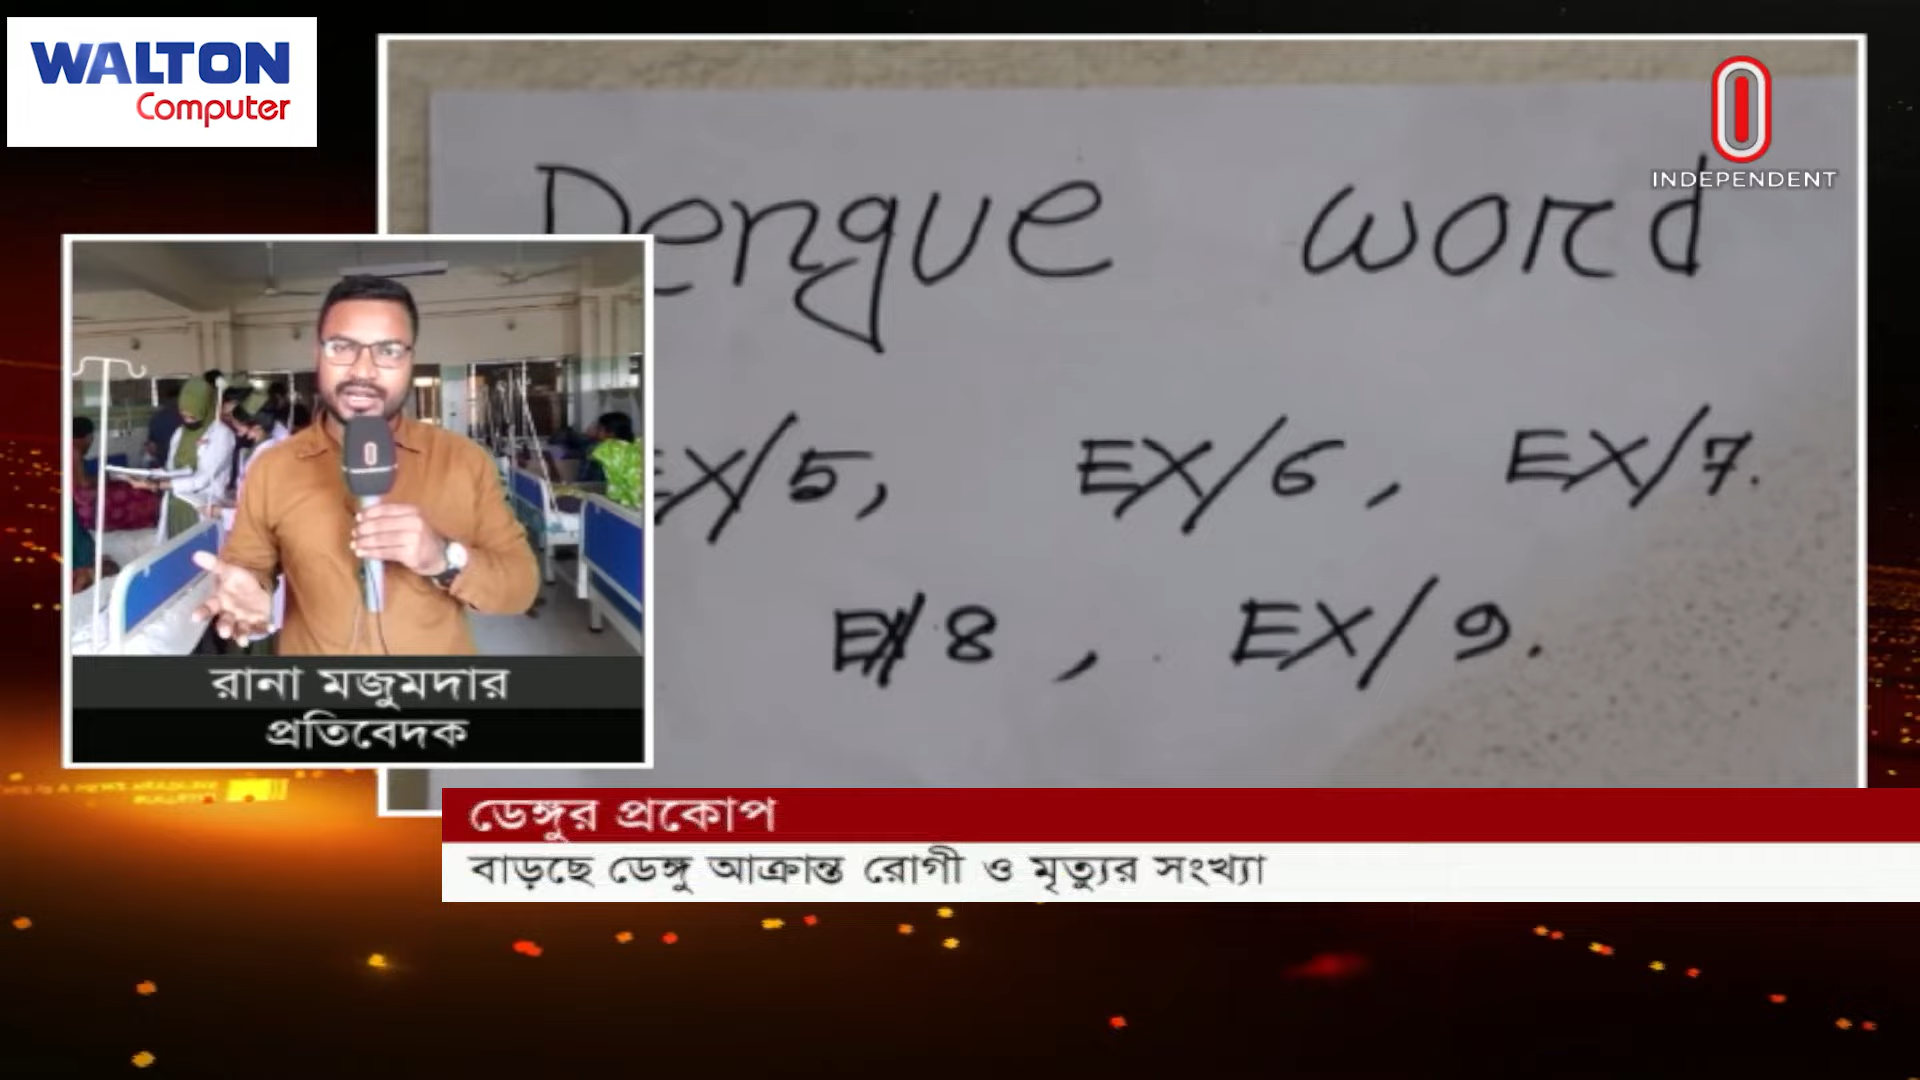 WALTON
Computer
INDEPENDENT
Dengue word
EX/5, EX/6, EX/7.
EX/8, EX/9.
রানা মজুমদার
প্রতিবেদক
ডেঙ্গুর প্রকোপ
বাড়ছে ডেঙ্গু আক্রান্ত রোগী ও মৃত্যুর সংখ্যা